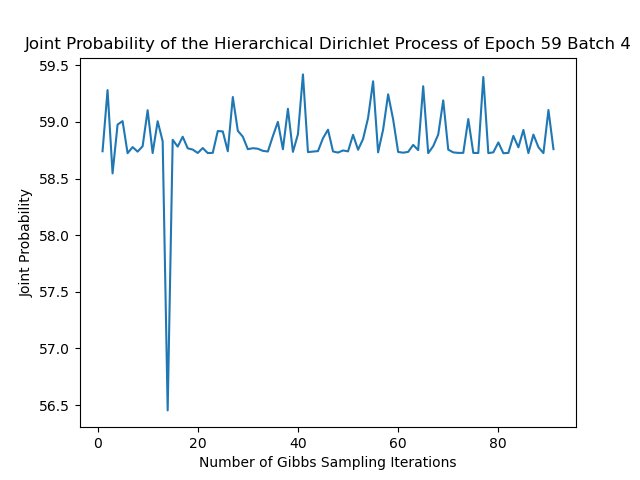 Joint Probability of the Hierarchical Dirichlet Process of Epoch 59 Batch 4
59.5
59.0
58.5
58.0
57.5
57.0
56.5
Joint Probability
0 20 40 60 80
Number of Gibbs Sampling Iterations